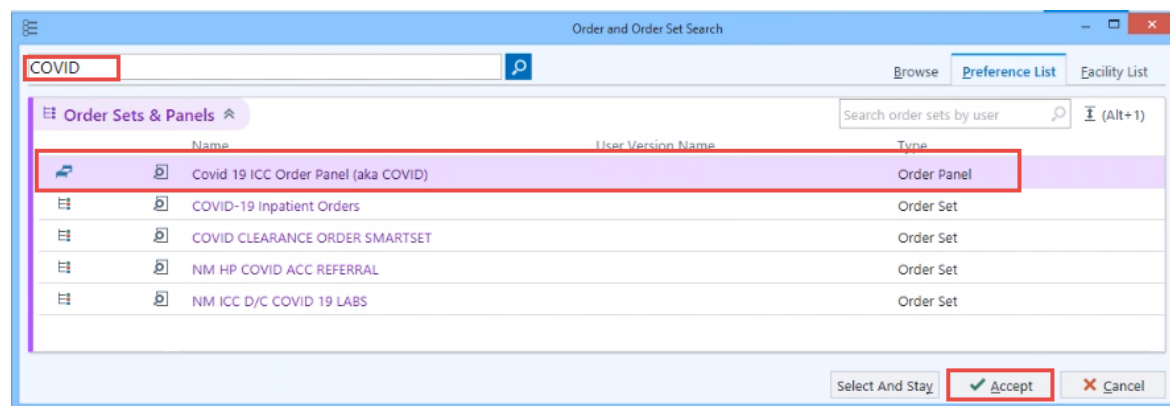 Order and Order Set Search
COVID
Browse Preference List Facility List
Order Sets & Panels Search order sets by user (Alt+1)
Name User Version Name Type
Covid 19 ICC Order Panel (aka COVID) Order Panel
COVID-19 Inpatient Orders Order Set
COVID CLEARANCE ORDER SMARTSET Order Set
NM HP COVID ACC REFERRAL Order Set
NM ICC D/C COVID 19 LABS Order Set
Select And Stay Accept Cancel